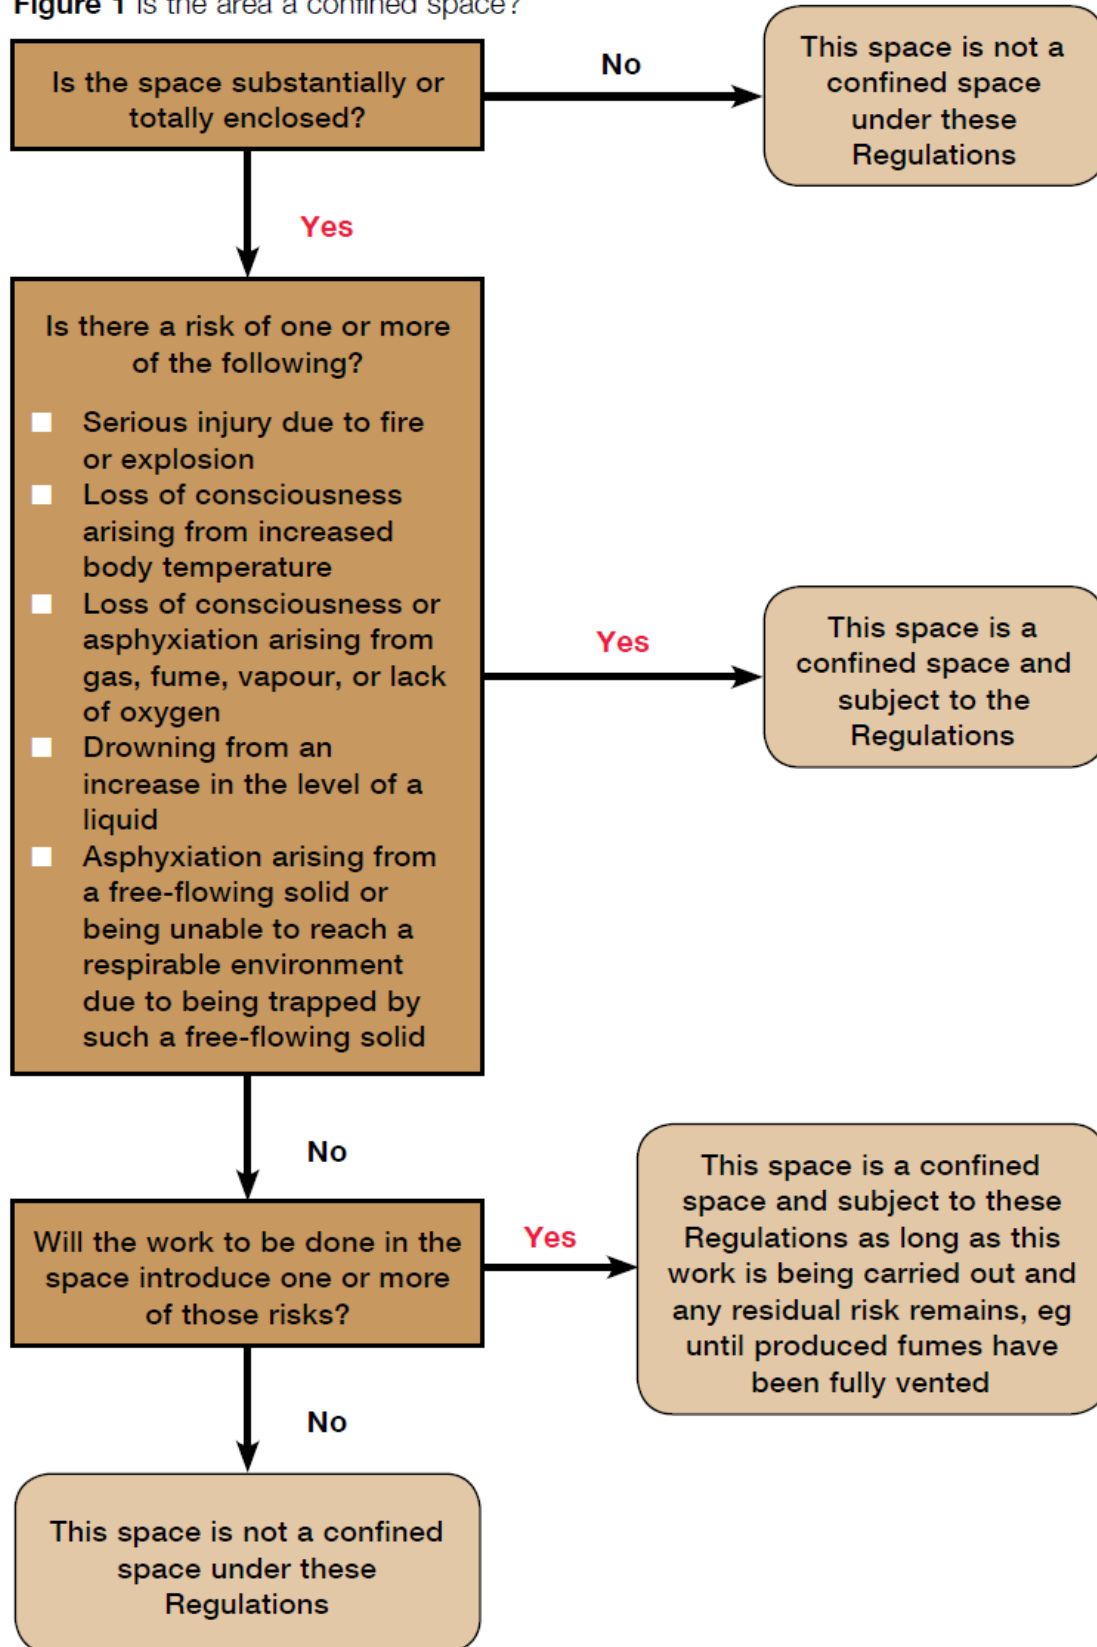 Figure 1 Is the area a confined space?
Is the space substantially or
totally enclosed?
No
This space is not a
confined space
under these
Regulations
Yes
Is there a risk of one or more
of the following?
Serious injury due to fire
or explosion
Loss of consciousness
arising from increased
body temperature
Loss of consciousness or
asphyxiation arising from
gas, fume, vapour, or lack
of oxygen
Drowning from an
increase in the level of a
liquid
Asphyxiation arising from
a free-flowing solid or
being unable to reach a
respirable environment
due to being trapped by
such a free-flowing solid
Yes
This space is a
confined space and
subject to the
Regulations
No
Will the work to be done in the
space introduce one or more
of those risks?
Yes
This space is a confined
space and subject to these
Regulations as long as this
work is being carried out and
any residual risk remains, eg
until produced fumes have
been fully vented
No
This space is not a confined
space under these
Regulations